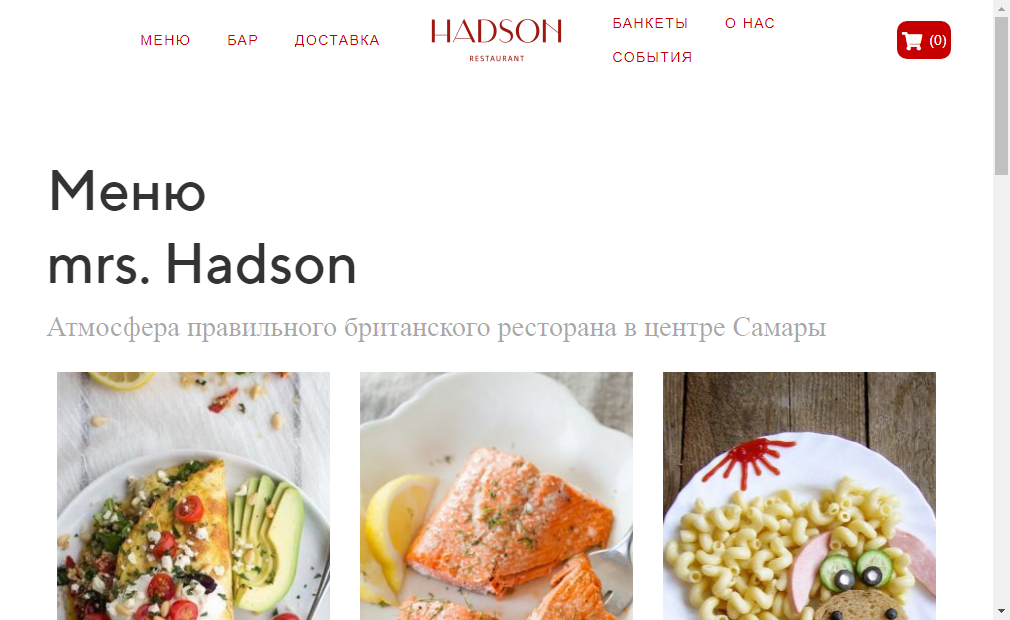 МЕНЮ БАР ДОСТАВКА
HADSON
RESTAURANT
БАНКЕТЫ О НАС
СОБЫТИЯ
(0)
Меню
mrs. Hadson
Атмосфера правильного британского ресторана в центре Самары